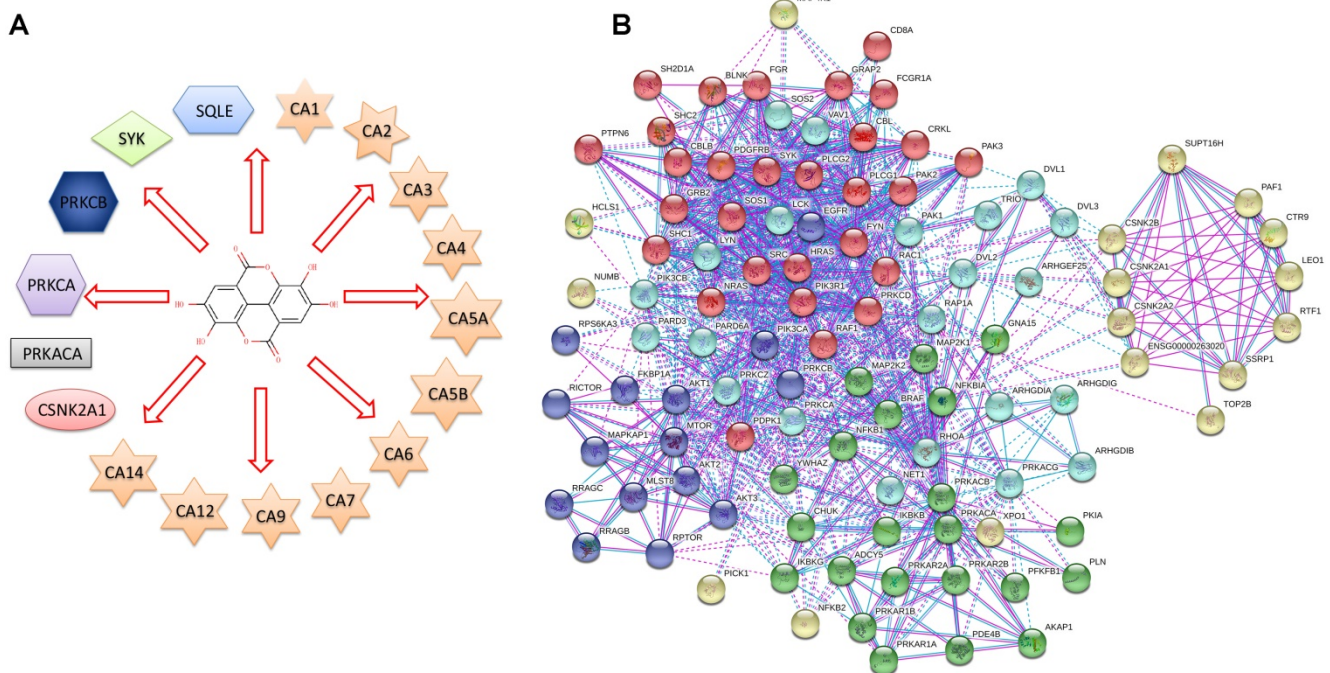 A
B
SQLE
CA1
SYK
CA2
PRKCB
CA3
CA4
PRKCA
CA5A
PRKACA
CA5B
CSNK2A1
CA6
CA14
CA7
CA12
CA9
O
O
OH
HO
OH
HO
O
O
CD8A
SH2D1A
BLNK
FGR
GRAP2
FCGR1A
SOS2
VAV1
SHC2
CBL
PTPN6
CBLB
PDGFRB
SYK
PLCG2
CRKL
PAK3
SUPT16H
PLCG1
PAK2
DVL1
PAF1
GRB2
SOS1
LCK
EGFR
TRIO
DVL3
HCLS1
PAK1
CSNK2B
CTR9
SHC1
LYN
FYN
SRC
HRAS
RAC1
DVL2
CSNK2A1
LEO1
NUMB
PIK3CB
ARHGEF25
NRAS
PIK3R1
PRKCD
RAP1A
CSNK2A2
RTF1
RPS6KA3
PARD3
PARD6A
PIK3CA
RAF1
GNA15
MAP2K1
ENSG00000263020
SSRP1
FKBP1A
AKT1
PRKCZ
PRKCB
MAP2K2
NFKBIA
RICTOR
BRAF
ARHGDIA
ARHGDIG
TOP2B
PRKCA
MTOR
PDPK1
NFKB1
MAPKAP1
RHOA
ARHGDIB
AKT2
YWHAZ
NET1
PRKACG
RRAGC
MLST8
PRKACB
AKT3
CHUK
IKBKB
PRKACA
XPO1
PKIA
RRAGB
RPTOR
IKBKG
ADCY5
PRKAR2A
PRKAR2B
PFKFB1
PLN
PICK1
NFKB2
PRKAR1B
PDE4B
AKAP1
PRKAR1A